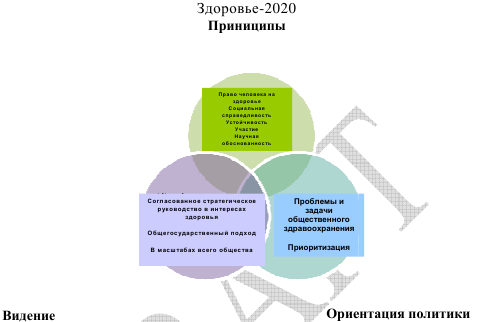 Здоровье-2020
Приниципы
Право человека на
здоровье
Социальная
справедливость
Устойчивость
Участие
Научная
обоснованность
Согласованное стратегическое
руководство в интересах
здоровья
Общегосударственный подход
В масштабах всего общества
Проблемы и
задачи
общественного
здравоохранения
Приоритизация
Видение
Ориентация политики